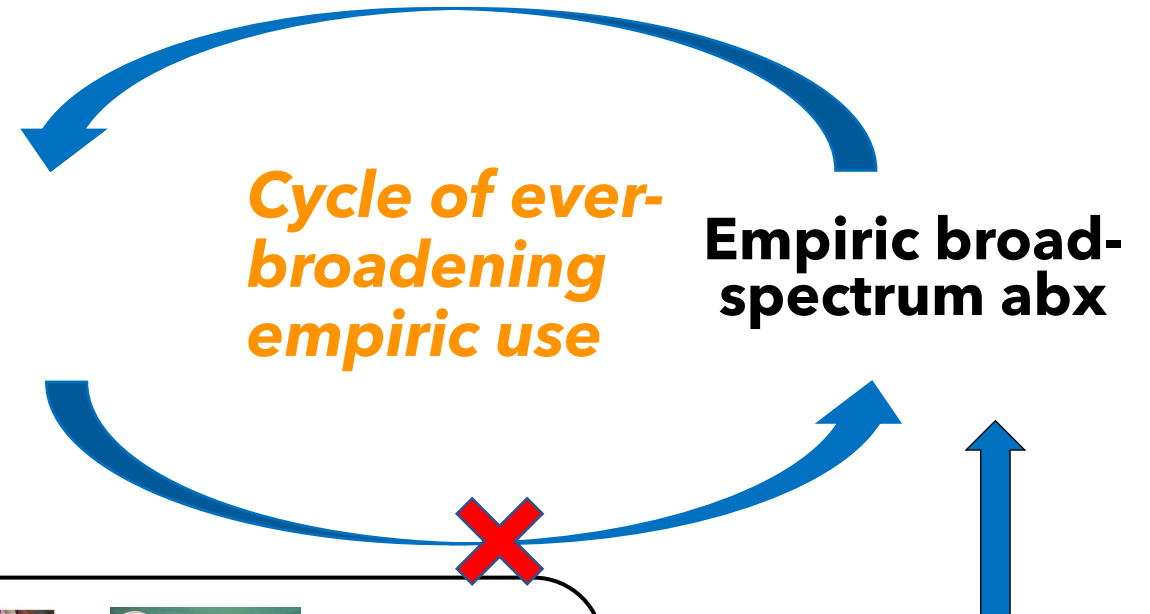 Cycle of ever-
broadening
empiric use
Empiric broad-
spectrum abx